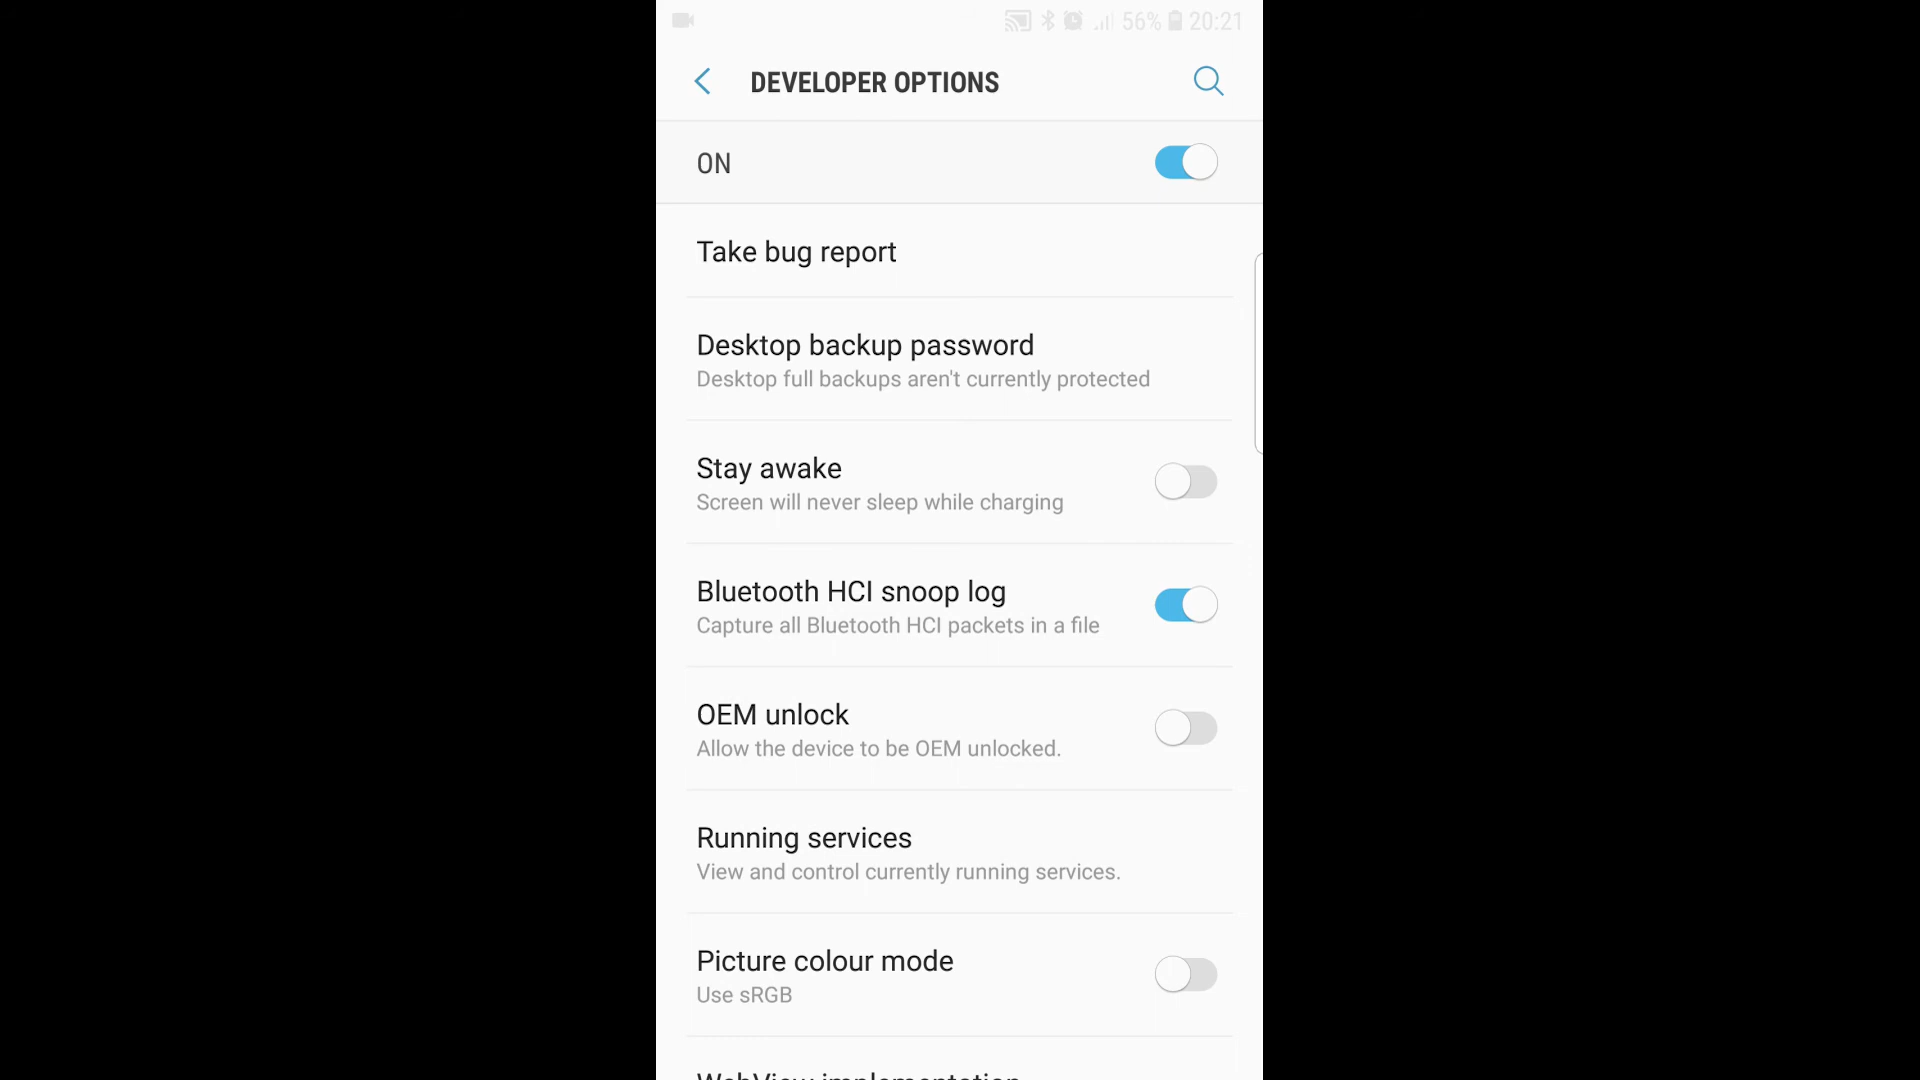 56% 20:21
DEVELOPER OPTIONS
ON
Take bug report
Desktop backup password
Desktop full backups aren't currently protected
Stay awake
Screen will never sleep while charging
Bluetooth HCI snoop log
Capture all Bluetooth HCI packets in a file
OEM unlock
Allow the device to be OEM unlocked.
Running services
View and control currently running services.
Picture colour mode
Use sRGB
WebView implementation